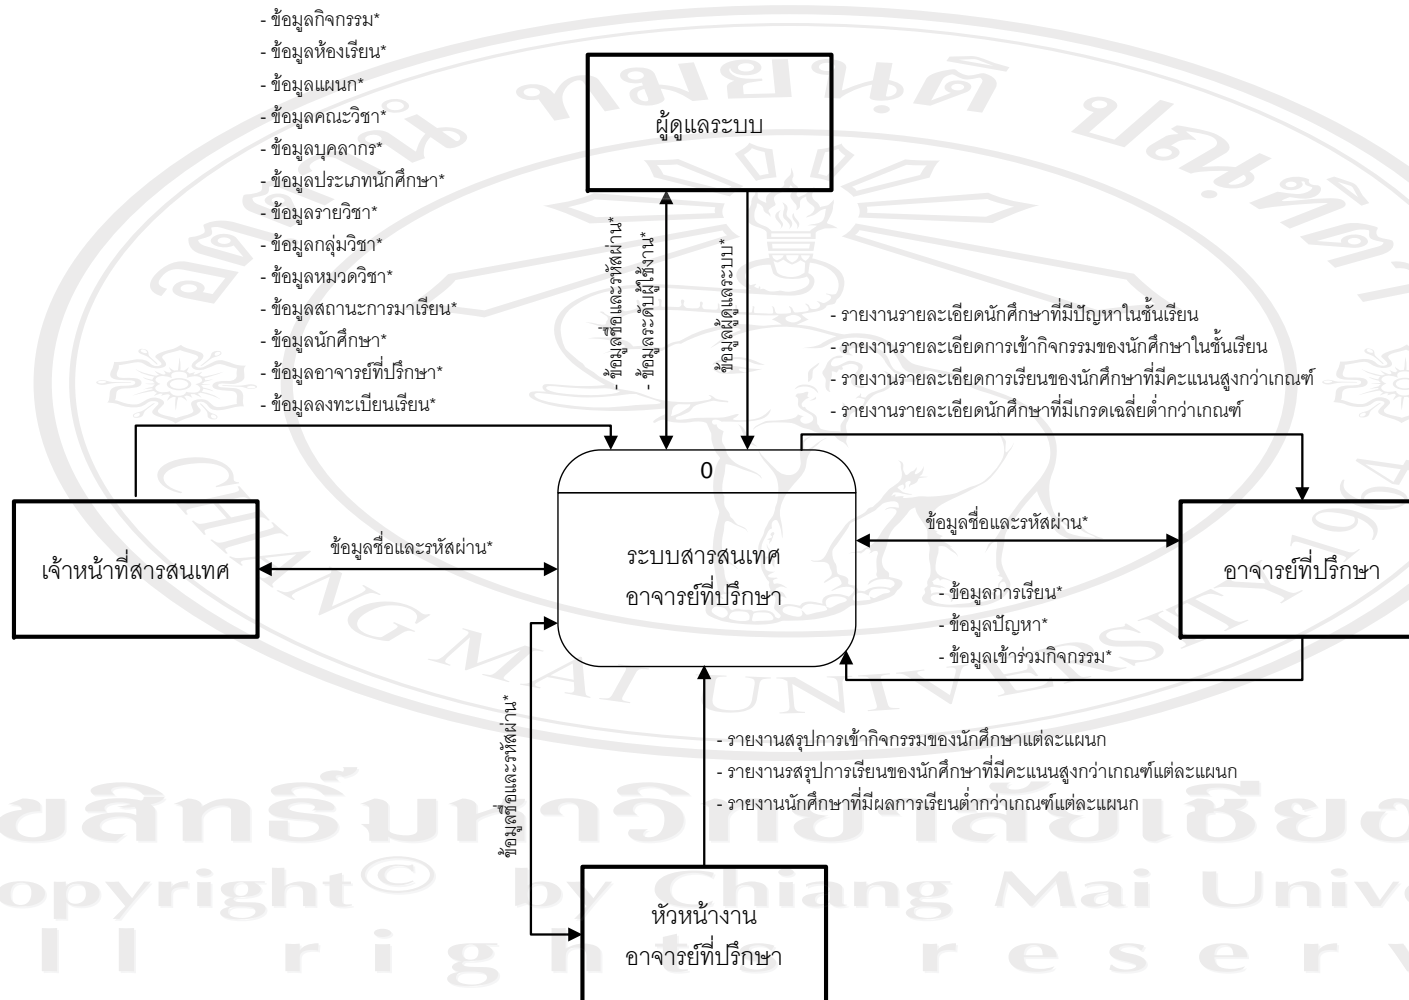 - ข้อมูลกิจกรรม*
- ข้อมูลห้องเรียน*
- ข้อมูลแผนก*
- ข้อมูลคณะวิชา*
- ข้อมูลบุคลากร*
- ข้อมูลประเภทนักศึกษา*
- ข้อมูลรายวิชา*
- ข้อมูลกลุ่มวิชา*
- ข้อมูลหมวดวิชา*
- ข้อมูลสถานะการมาเรียน*
- ข้อมูลนักศึกษา*
- ข้อมูลอาจารย์ที่ปรึกษา*
- ข้อมูลลงทะเบียนเรียน*
ผู้ดูแลระบบ
- ข้อมูลชื่อและรหัสผ่าน*
- ข้อมูลระดับผู้ใช้งาน*
ข้อมูลผู้ดูแลระบบ*
- รายงานรายละเอียดนักศึกษาที่มีปัญหาในชั้นเรียน
- รายงานรายละเอียดการเข้ากิจกรรมของนักศึกษาในชั้นเรียน
- รายงานรายละเอียดการเรียนของนักศึกษาที่มีคะแนนสูงกว่าเกณฑ์
- รายงานรายละเอียดนักศึกษาที่มีเกรดเฉลี่ยต่ำกว่าเกณฑ์
0
ระบบสารสนเทศ
อาจารย์ที่ปรึกษา
เจ้าหน้าที่สารสนเทศ
ข้อมูลชื่อและรหัสผ่าน*
ข้อมูลชื่อและรหัสผ่าน*
อาจารย์ที่ปรึกษา
- ข้อมูลการเรียน*
- ข้อมูลปัญหา*
- ข้อมูลเข้าร่วมกิจกรรม*
ข้อมูลชื่อและรหัสผ่าน*
- รายงานสรุปการเข้ากิจกรรมของนักศึกษาแต่ละแผนก
- รายงานรสรุปการเรียนของนักศึกษาที่มีคะแนนสูงกว่าเกณฑ์แต่ละแผนก
- รายงานนักศึกษาที่มีผลการเรียนต่ำกว่าเกณฑ์แต่ละแผนก
หัวหน้างาน
อาจารย์ที่ปรึกษา
CHIANG MAI UNIVERSITY 1964
opyright© by Chiang Mai Unive
l l r i g h t s r e s e r v